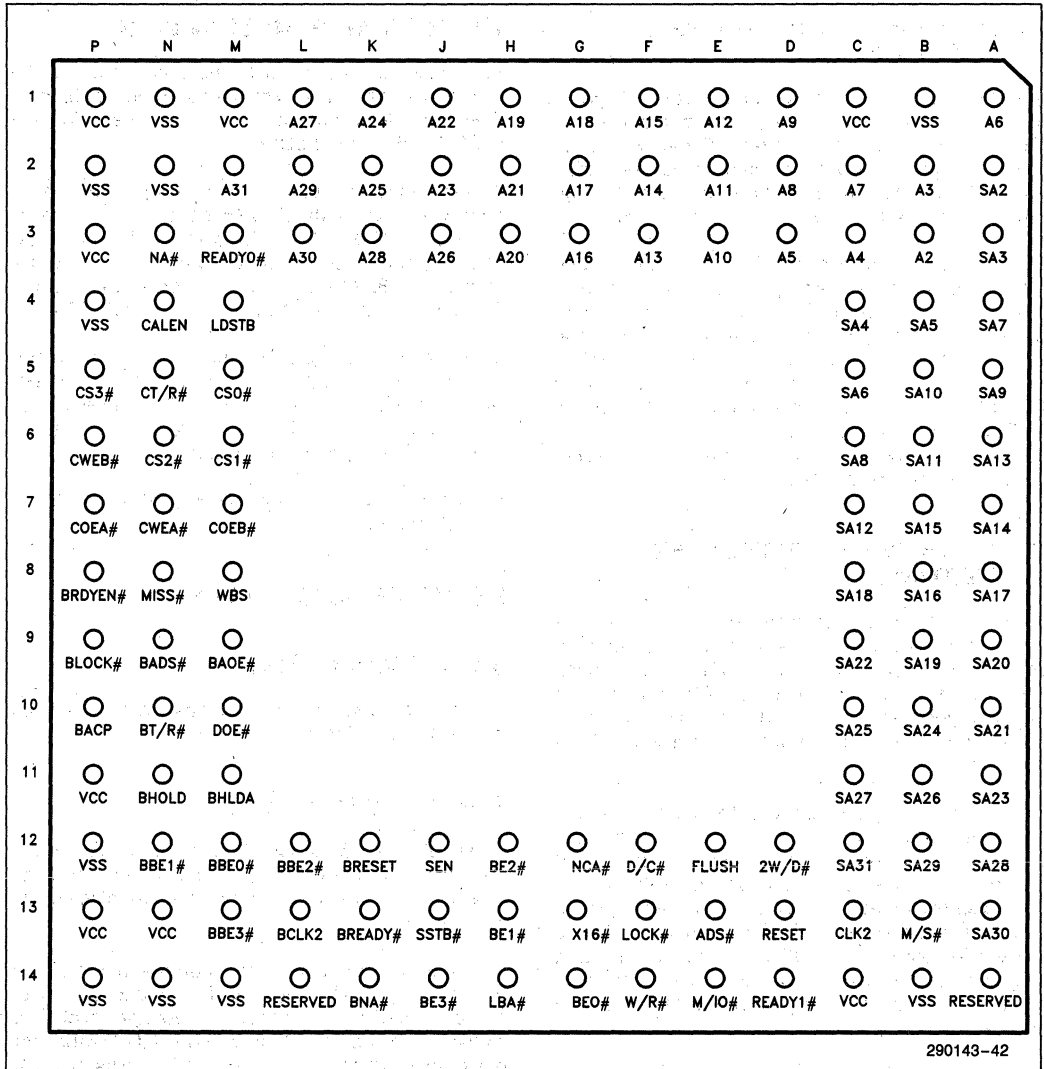 P N M L K J H G F E D C B A
1
VCC VSS VCC A27 A24 A22 A19 A18 A15 A12 A9 VCC VSS A6
2
VSS VSS A31 A29 A25 A23 A21 A17 A14 A11 A8 A7 A3 SA2
3
VCC NA# READY0# A30 A28 A26 A20 A16 A13 A10 A5 A4 A2 SA3
4
VSS CALEN LDSTB SA4 SA5 SA7
5
CS3# CT/R# CS0# SA6 SA10 SA9
6
CWEB# CS2# CS1# SA8 SA11 SA13
7
COEA# CWEA# COEB# SA12 SA15 SA14
8
BRDYEN# MISS# WBS SA18 SA16 SA17
9
BLOCK# BADS# BAOE# SA22 SA19 SA20
10
BACP BT/R# DOE# SA25 SA24 SA21
11
VCC BHOLD BHLDA SA27 SA26 SA23
12
VSS BBE1# BBE0# BBE2# BRESET SEN BE2# NCA# D/C# FLUSH 2W/D# SA31 SA29 SA28
13
VCC VCC BBE3# BCLK2 BREADY# SSTB# BE1# X16# LOCK# ADS# RESET CLK2 M/S# SA30
14
VSS VSS VSS RESERVED BNA# BE3# LBA# BE0# W/R# M/IO# READY1# VCC VSS RESERVED
290143-42